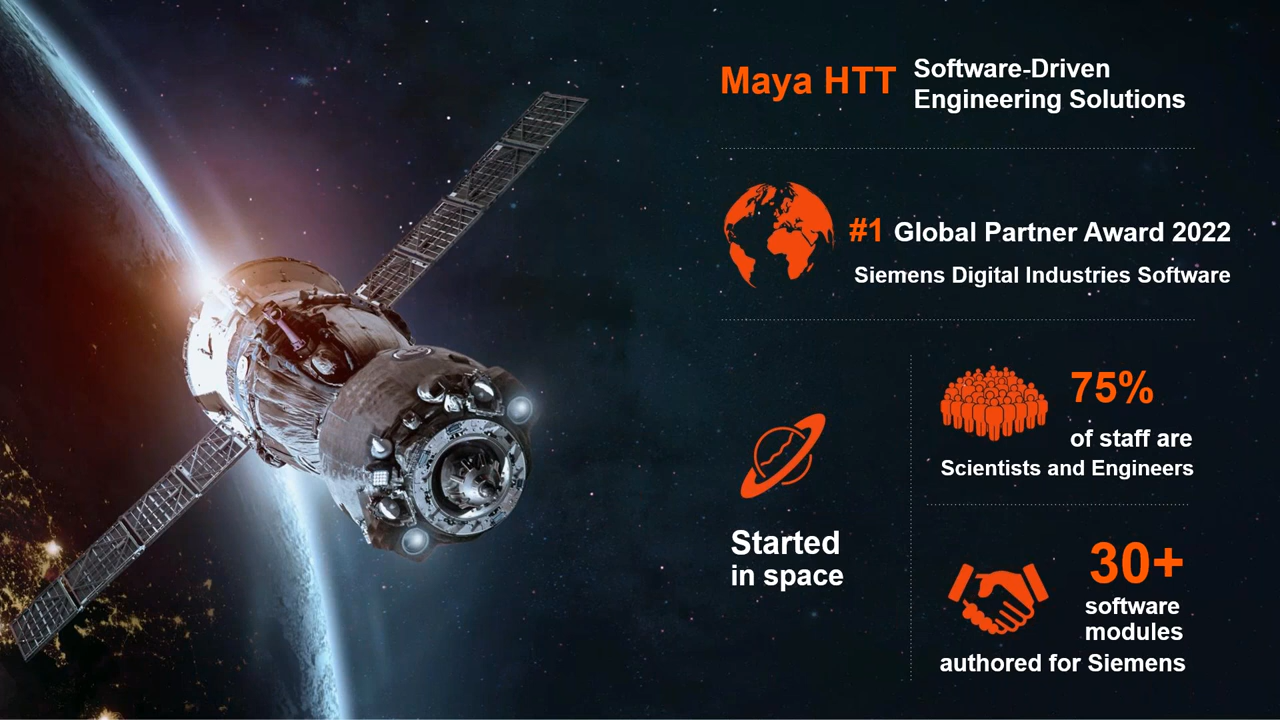 Maya HTT
Software-Driven
Engineering Solutions
#1 Global Partner Award 2022
Siemens Digital Industries Software
Started
in space
75%
of staff are
Scientists and Engineers
30+
software
modules
authored for Siemens